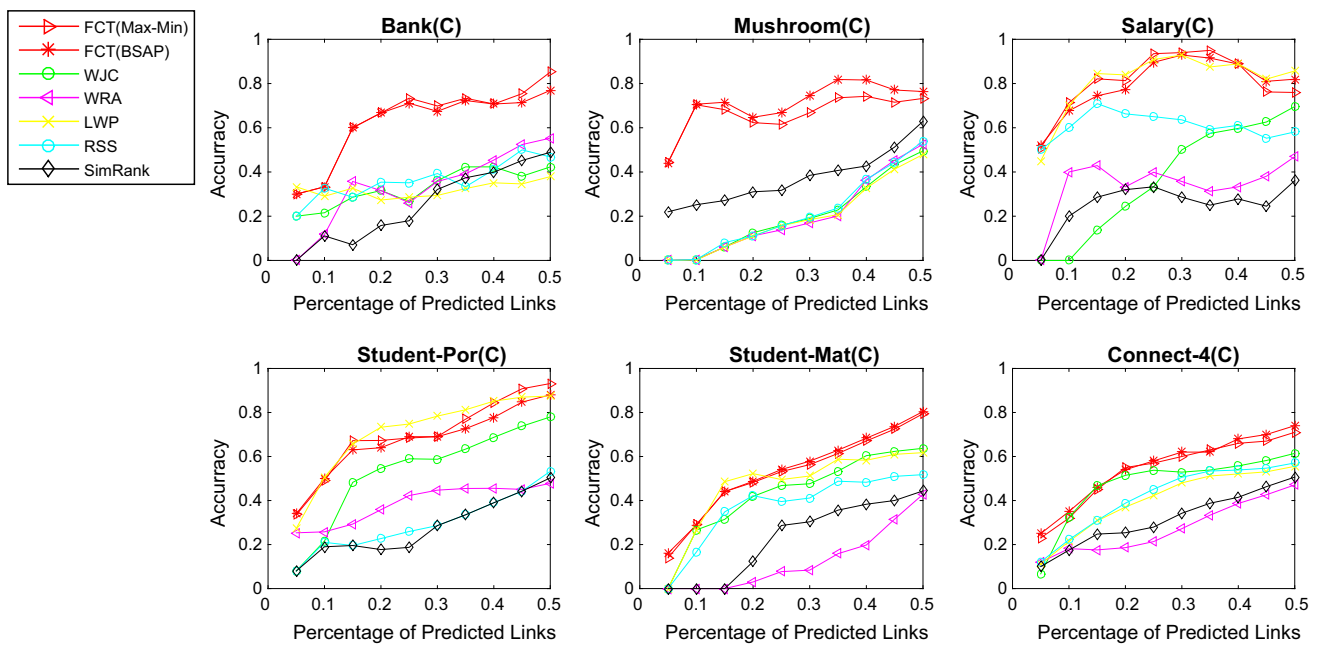 FCT(Max-Min)
FCT(BSAP)
WJC
WRA
LWP
RSS
SimRank
Bank(C)
1
0.8
0.6
0.4
0.2
0
0 0.1 0.2 0.3 0.4 0.5
Accurracy
Percentage of Predicted Links
Mushroom(C)
1
0.8
0.6
0.4
0.2
0
0 0.1 0.2 0.3 0.4 0.5
Accurracy
Percentage of Predicted Links
Salary(C)
1
0.8
0.6
0.4
0.2
0
0 0.1 0.2 0.3 0.4 0.5
Accurracy
Percentage of Predicted Links
Student-Por(C)
1
0.8
0.6
0.4
0.2
0
0 0.1 0.2 0.3 0.4 0.5
Accurracy
Percentage of Predicted Links
Student-Mat(C)
1
0.8
0.6
0.4
0.2
0
0 0.1 0.2 0.3 0.4 0.5
Accurracy
Percentage of Predicted Links
Connect-4(C)
1
0.8
0.6
0.4
0.2
0
0 0.1 0.2 0.3 0.4 0.5
Accurracy
Percentage of Predicted Links